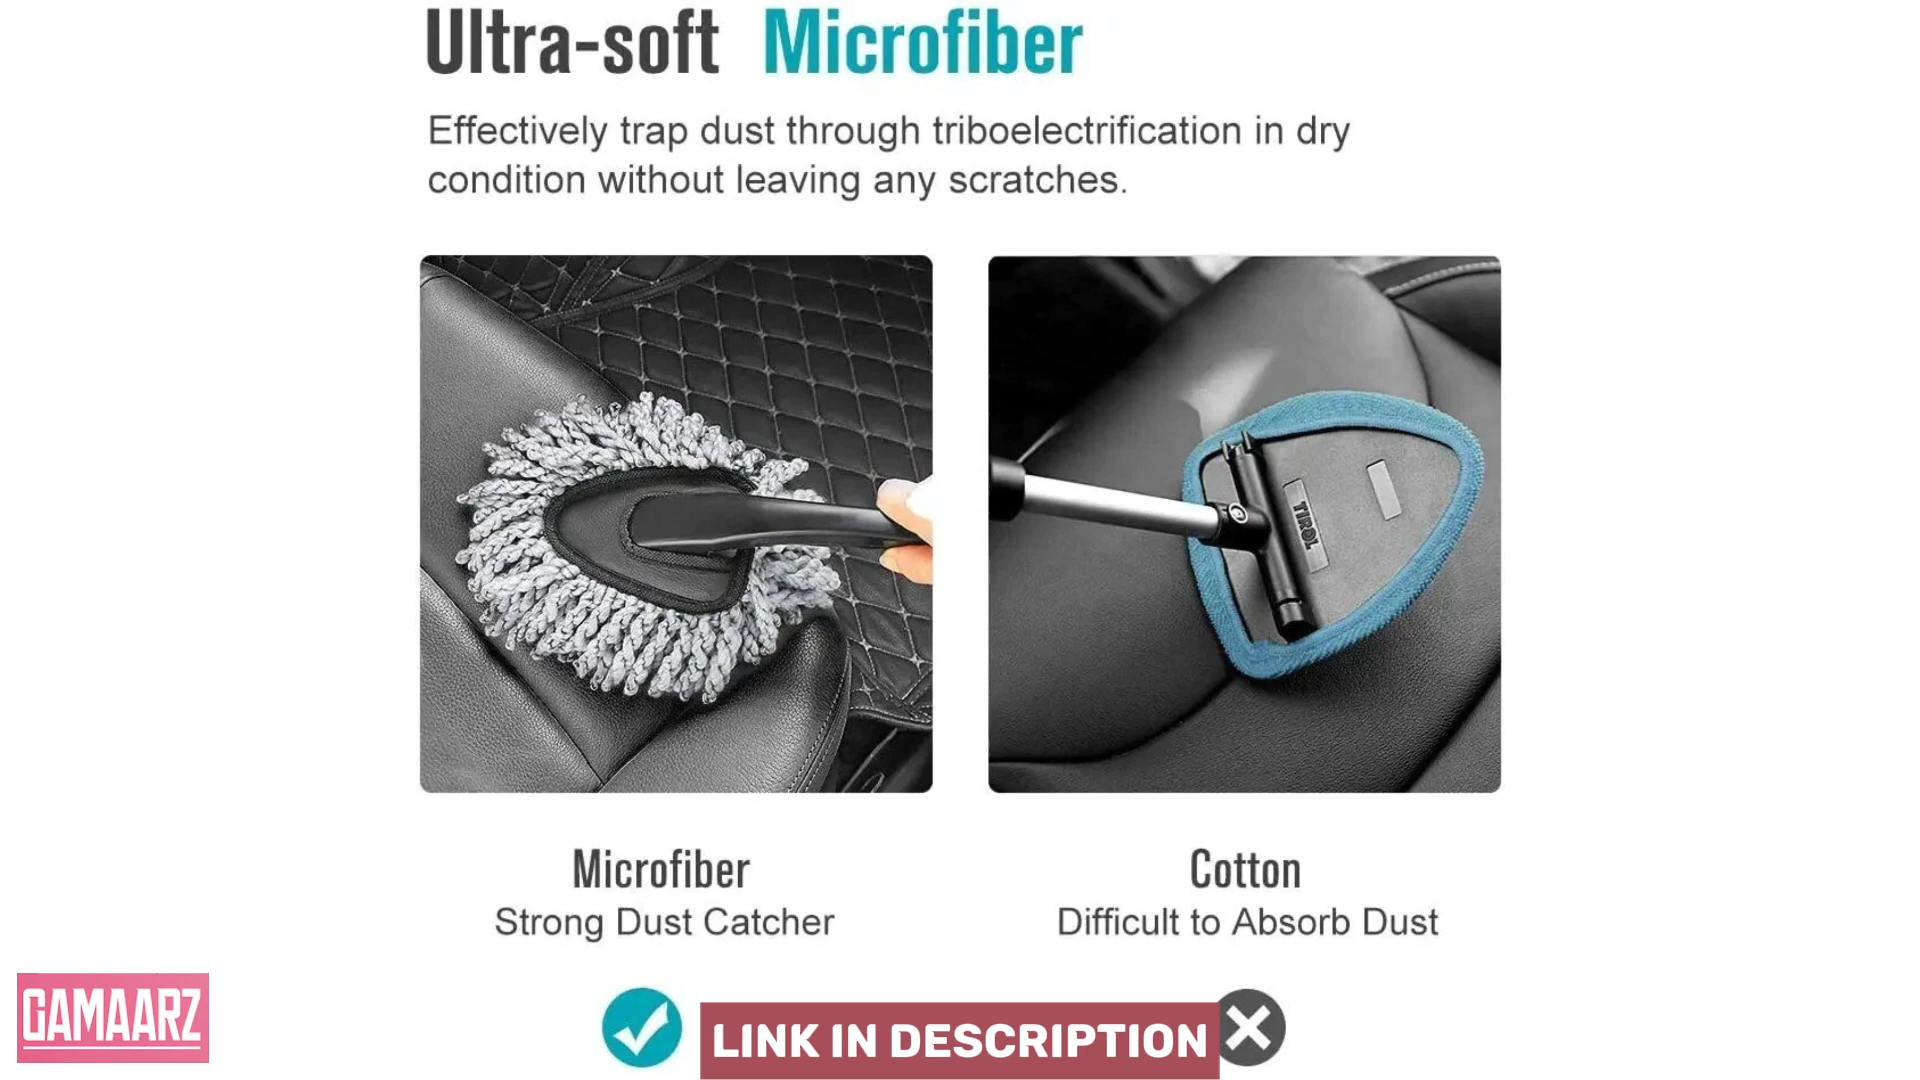 Ultra-soft Microfiber
Effectively trap dust through triboelectrification in dry
condition without leaving any scratches.
TIROL
Microfiber
Strong Dust Catcher
Cotton
Difficult to Absorb Dust
GAMAARZ
LINK IN DESCRIPTION